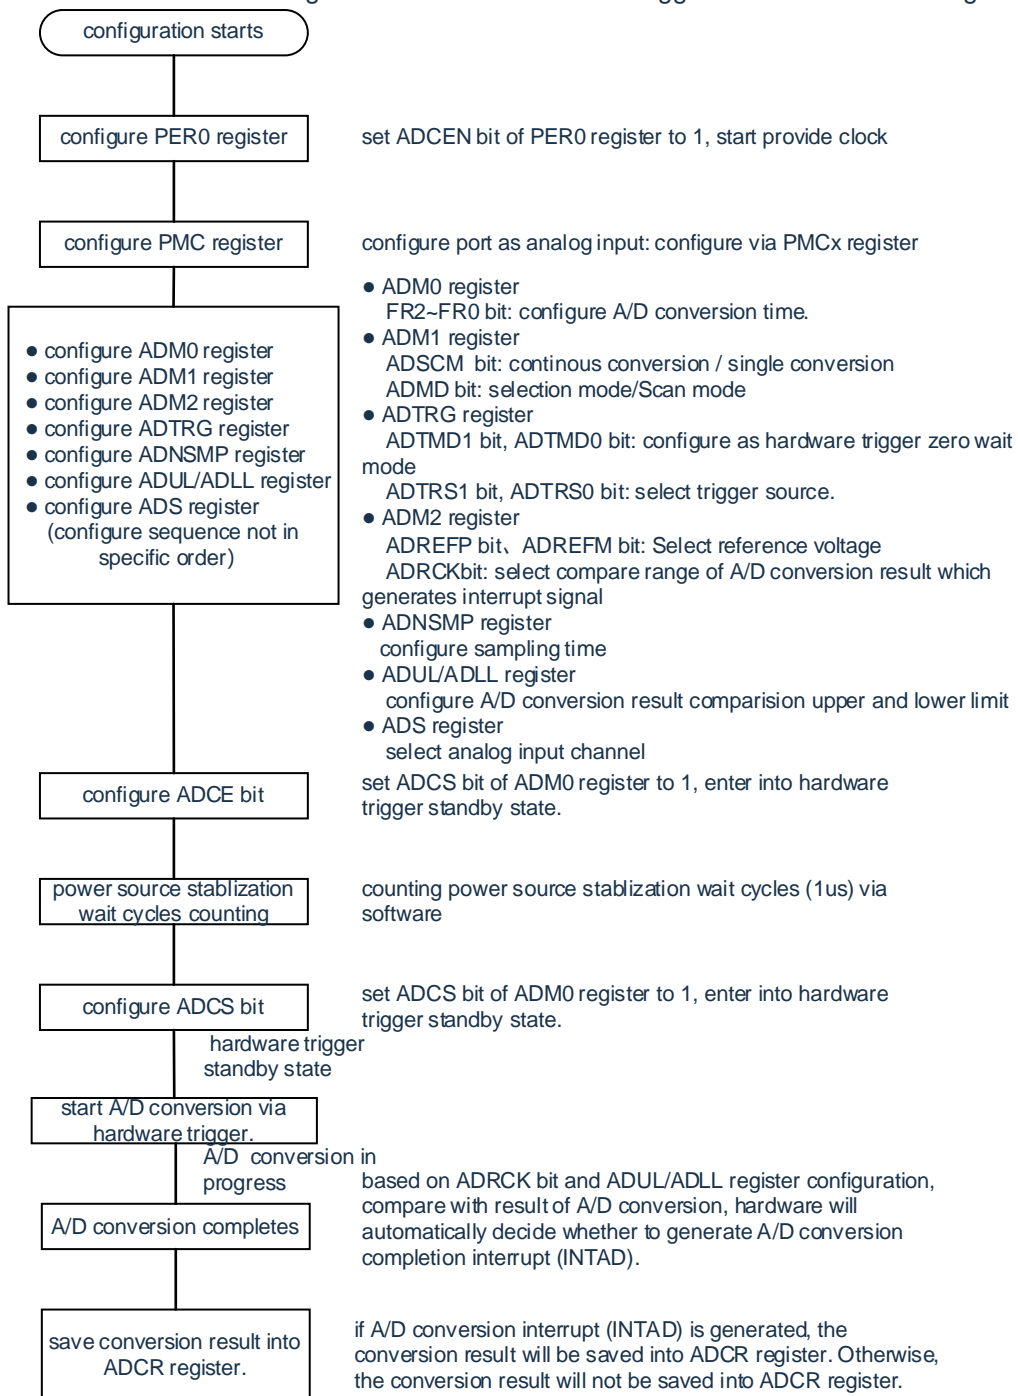 configuration starts
configure PER0 register
set ADCEN bit of PER0 register to 1, start provide clock
configure PMC register
configure port as analog input: configure via PMCx register
● configure ADM0 register
● configure ADM1 register
● configure ADM2 register
● configure ADTRG register
● configure ADNSMP register
● configure ADUL/ADLL register
● configure ADS register
(configure sequence not in
specific order)
● ADM0 register
FR2~FR0 bit: configure A/D conversion time.
● ADM1 register
ADSCM bit: continous conversion / single conversion
ADMD bit: selection mode/Scan mode
● ADTRG register
ADTMD1 bit, ADTMD0 bit: configure as hardware trigger zero wait
mode
ADTRS1 bit, ADTRS0 bit: select trigger source.
● ADM2 register
ADREFP bit、ADREFM bit: Select reference voltage
ADRCKbit: select compare range of A/D conversion result which
generates interrupt signal
● ADNSMP register
configure sampling time
● ADUL/ADLL register
configure A/D conversion result comparision upper and lower limit
● ADS register
select analog input channel
configure ADCE bit
set ADCS bit of ADM0 register to 1, enter into hardware
trigger standby state.
power source stablization
wait cycles counting
counting power source stablization wait cycles (1us) via
software
configure ADCS bit
set ADCS bit of ADM0 register to 1, enter into hardware
trigger standby state.
hardware trigger
standby state
start A/D conversion via
hardware trigger.
A/D conversion in
progress
A/D conversion completes
based on ADRCK bit and ADUL/ADLL register configuration,
compare with result of A/D conversion, hardware will
automatically decide whether to generate A/D conversion
completion interrupt (INTAD).
save conversion result into
ADCR register.
if A/D conversion interrupt (INTAD) is generated, the
conversion result will be saved into ADCR register. Otherwise,
the conversion result will not be saved into ADCR register.